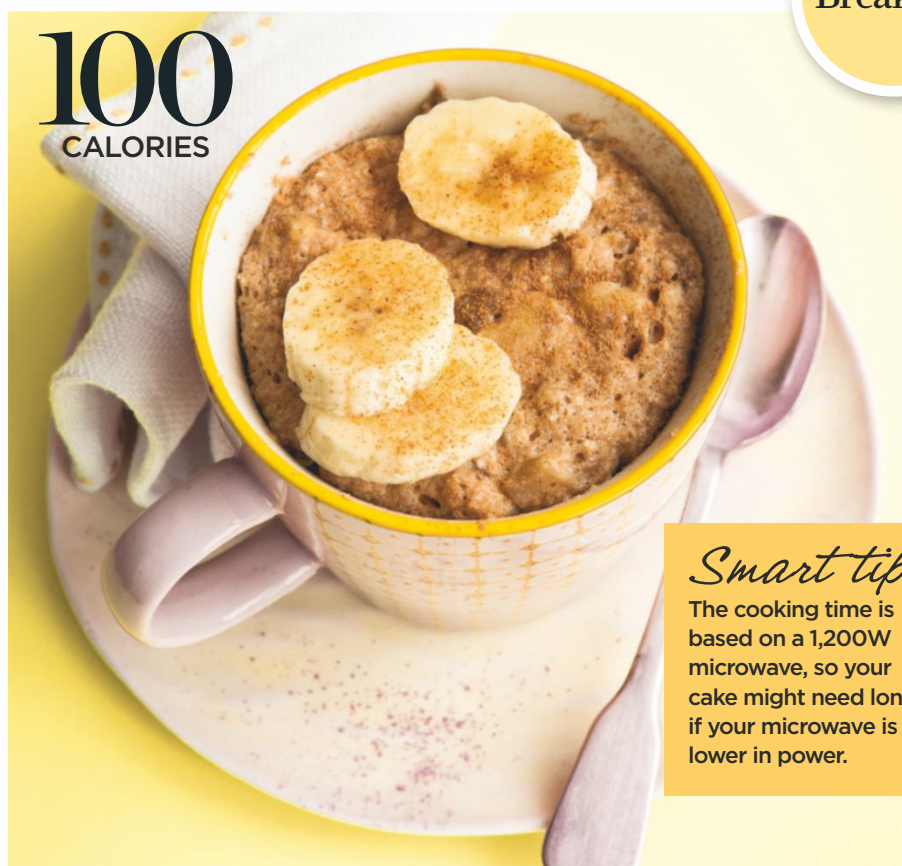 100
CALORIES
Smart tip
The cooking time is
based on a 1,200W
microwave, so your
cake might need
if your microwave is
lower in power.